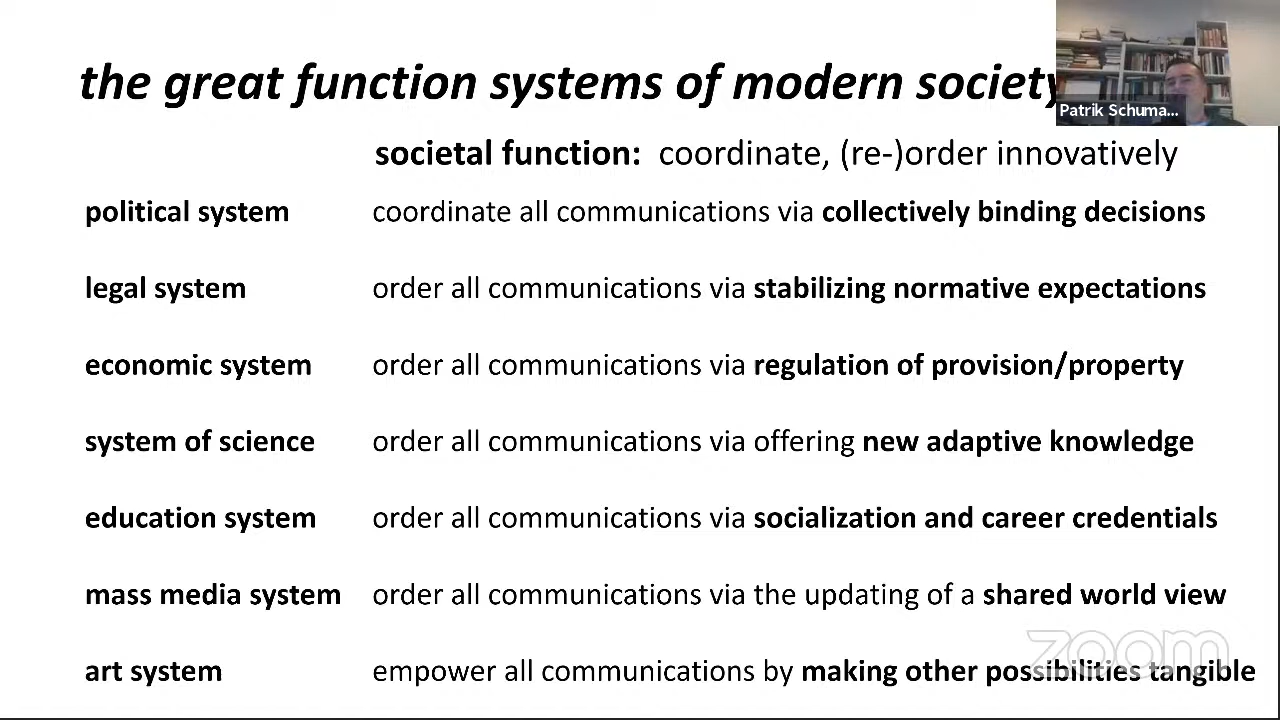 the great function systems of modern society
Patrik Schuma...
societal function: coordinate, (re-)order innovatively
political system coordinate all communications via collectively binding decisions
legal system order all communications via stabilizing normative expectations
economic system order all communications via regulation of provision/property
system of science order all communications via offering new adaptive knowledge
education system order all communications via socialization and career credentials
mass media system order all communications via the updating of a shared world view
zoom
art system empower all communications by making other possibilities tangible